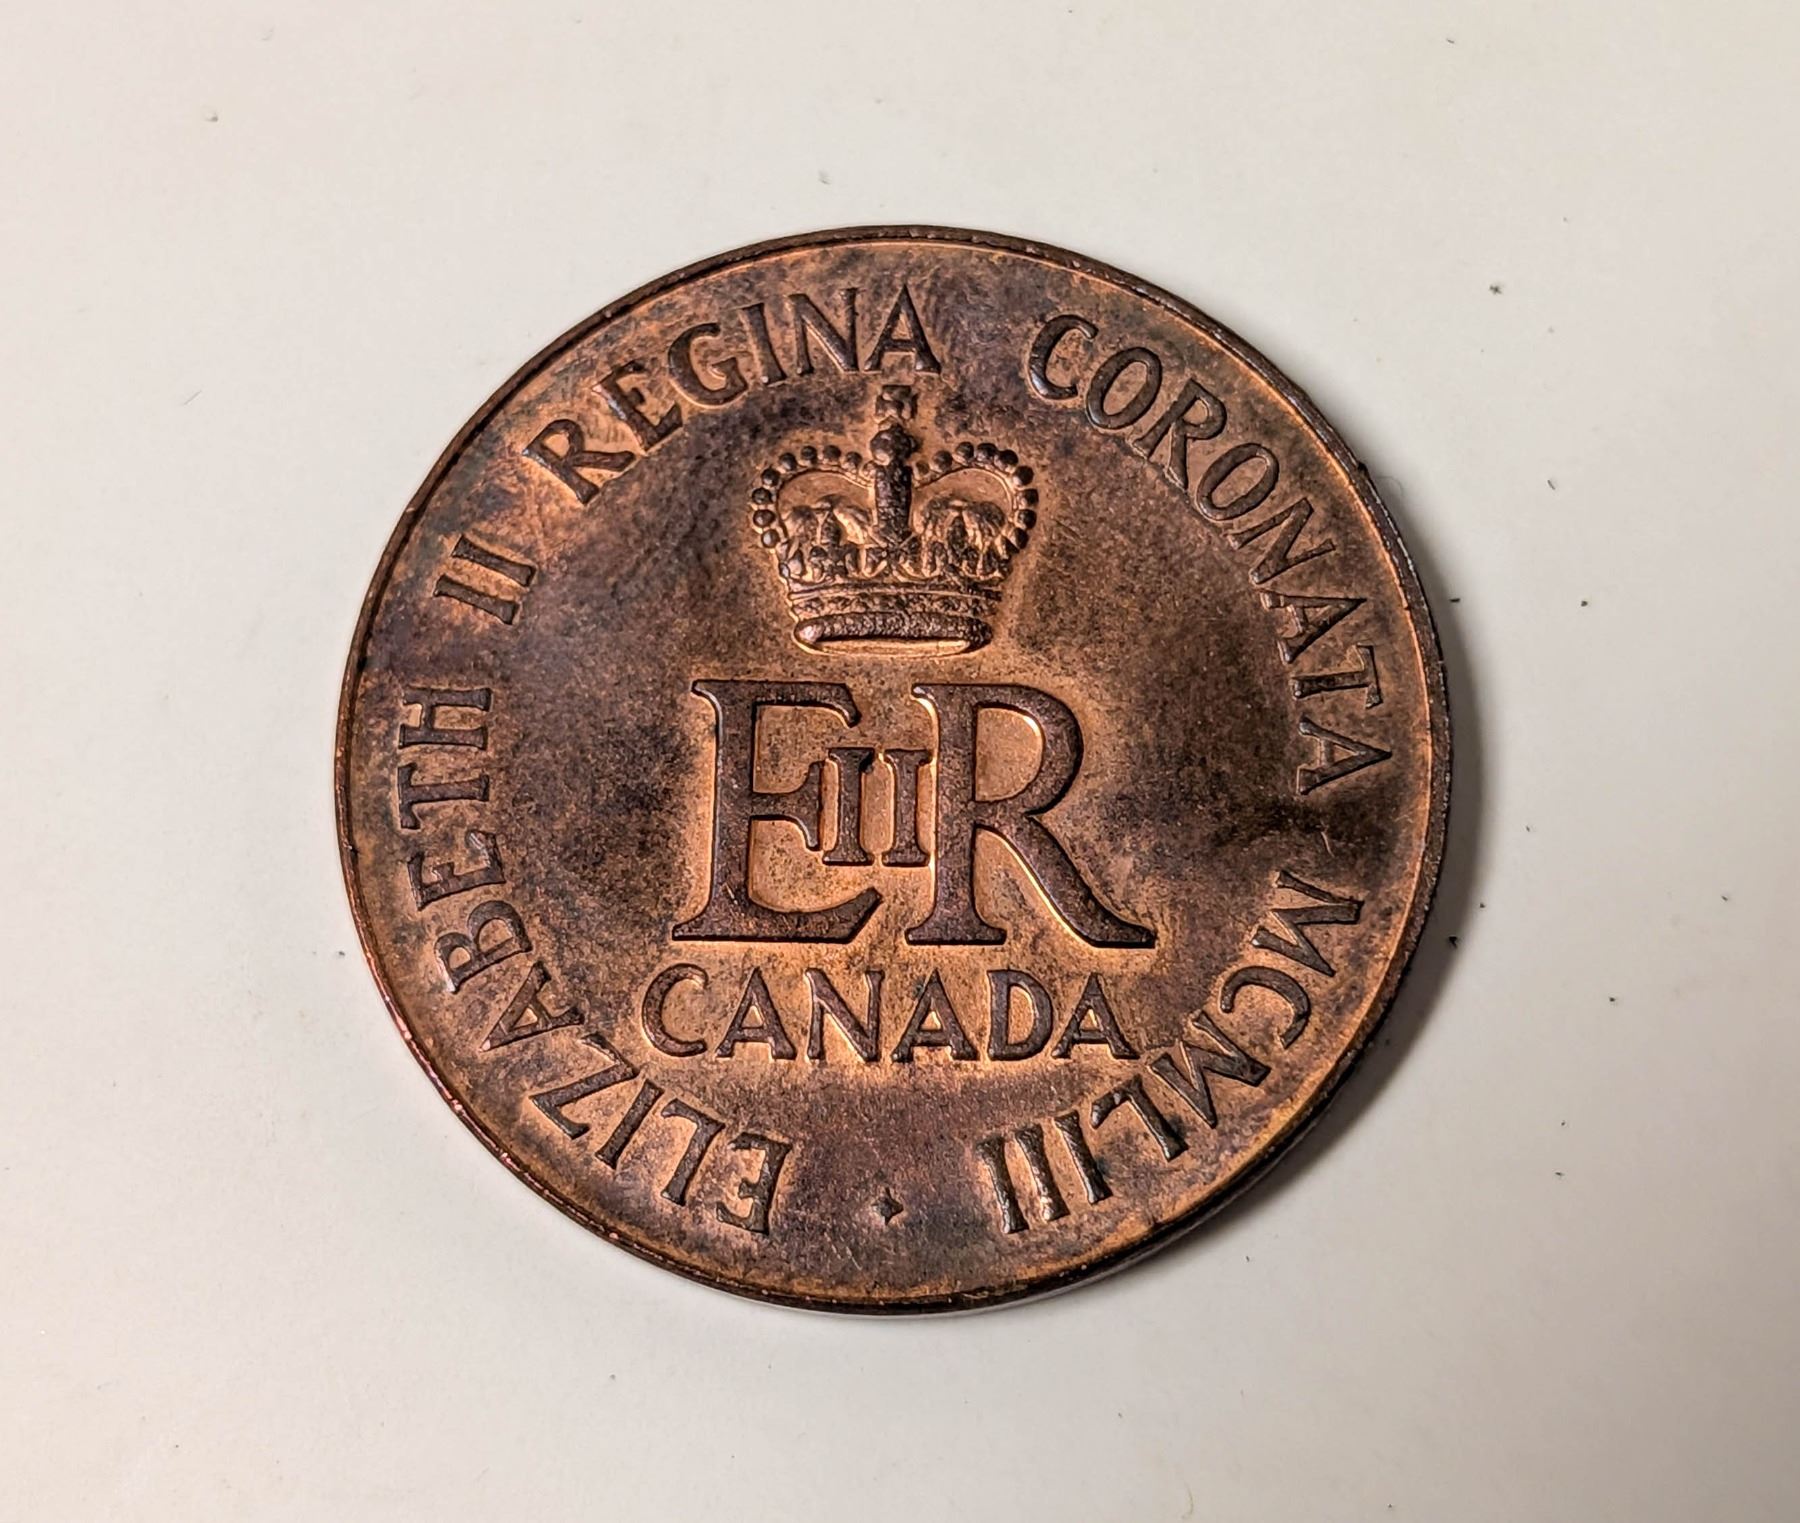 ELIZABETH II REGINA CORONATA MCMLIII
EIIR
CANADA